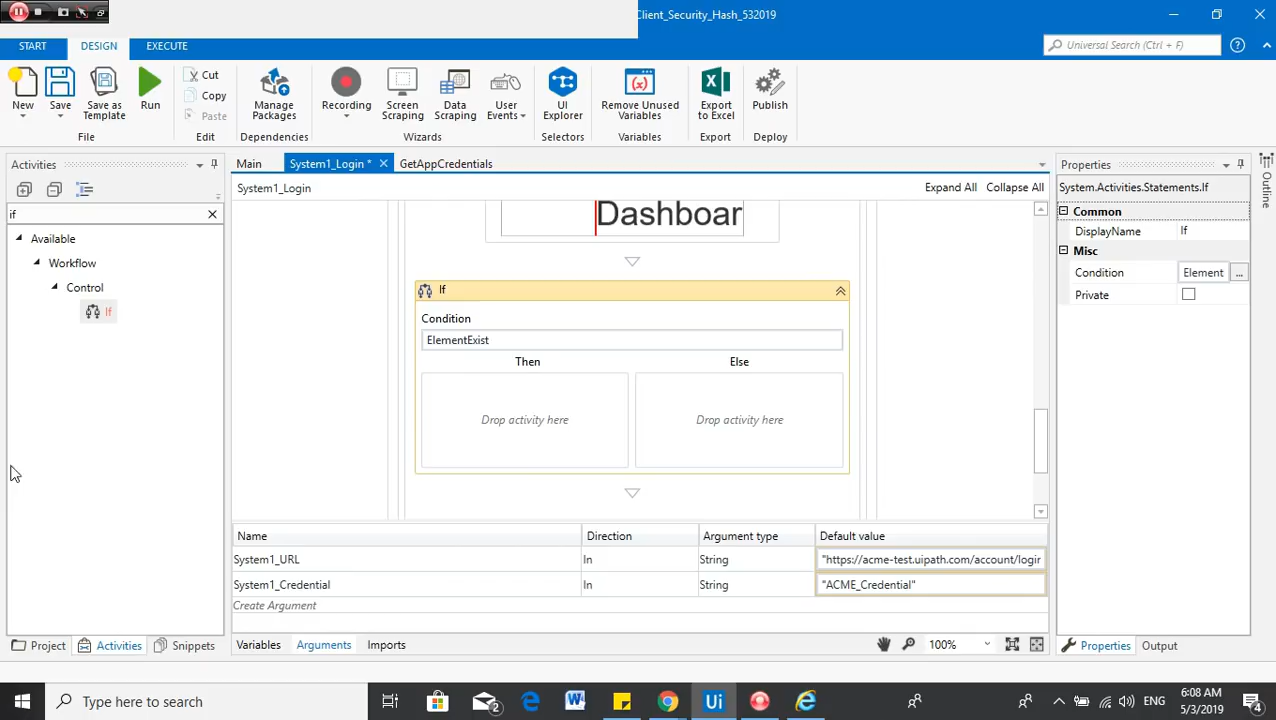 Client_Security_Hash_532019
START DESIGN EXECUTE
Universal Search (Ctrl + F)
New Save Save as Template Run
Cut
Copy
Paste
Manage Packages
Recording Screen Scraping Data Scraping User Events
UI Explorer
Remove Unused Variables
Export to Excel
Publish
File Edit Dependencies Wizards Selectors Variables Export Deploy
Activities
if
Available
Workflow
Control
If
Project Activities Snippets
Main System1_Login * GetAppCredentials
System1_Login Expand All Collapse All
Dashboar
If
Condition
ElementExist
Then Else
Drop activity here Drop activity here
Name Direction Argument type Default value
System1_URL In String "https://acme-test.uipath.com/account/login
System1_Credential In String "ACME_Credential"
Create Argument
Variables Arguments Imports 100%
Properties
System.Activities.Statements.If
Common
DisplayName If
Misc
Condition Element ...
Private
Properties Output
Outline
Type here to search
2
W
Ui
ENG
6:08 AM
5/3/2019
4